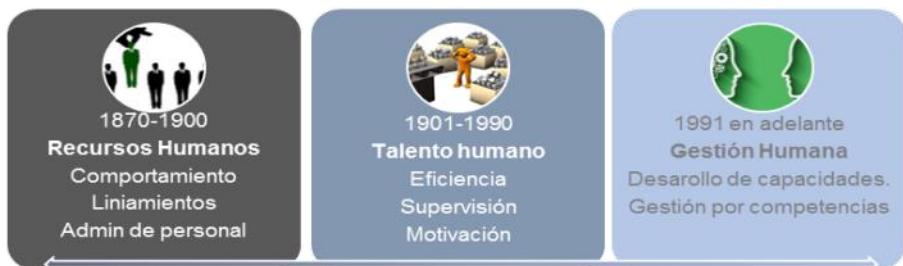 1870-1900
Recursos Humanos
Comportamiento
Liniamientos
Admin de personal
1901-1990
Talento humano
Eficiencia
Supervisión
Motivación
1991 en adelante
Gestión Humana
Desarollo de capacidades.
Gestión por competencias